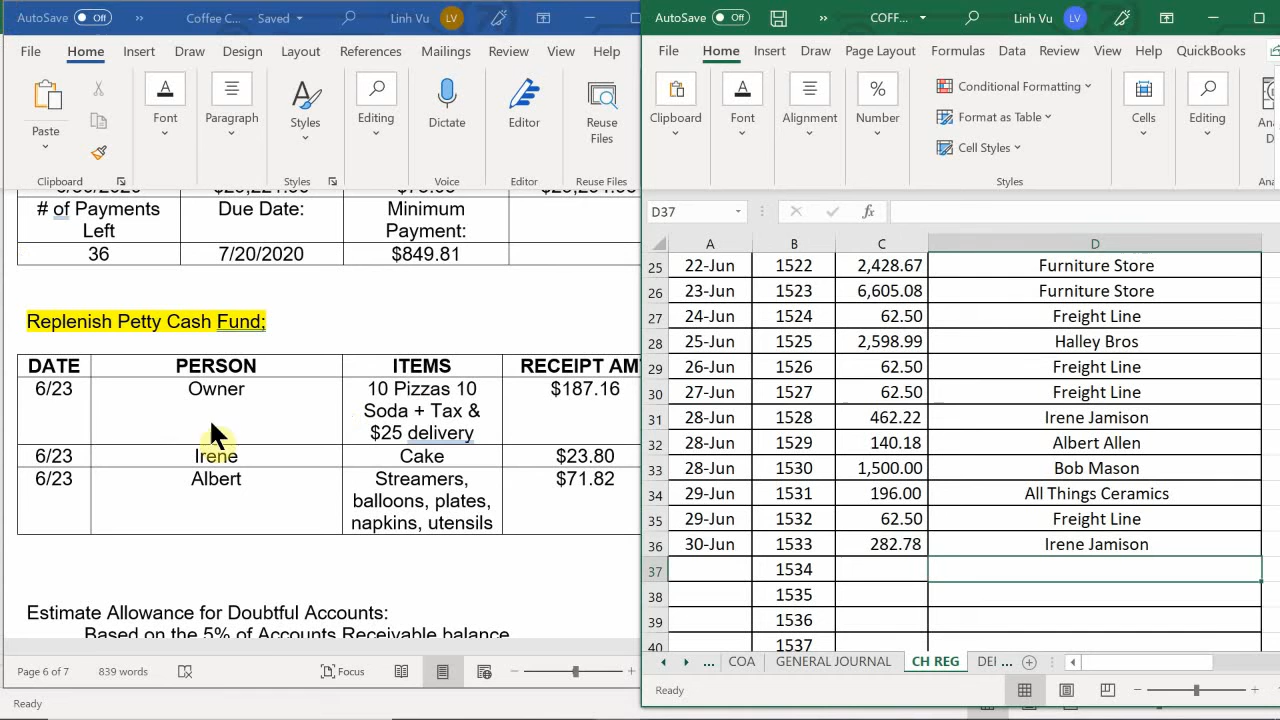 AutoSave Off Coffee C... - Saved Linh Vu LV
File Home Insert Draw Design Layout References Mailings Review View Help
Paste Font Paragraph Styles Editing Dictate Editor Reuse Files
Clipboard Styles Voice Editor Reuse Files
# of Payments Left Due Date: Minimum Payment:
36 7/20/2020 $849.81
Replenish Petty Cash Fund;
DATE PERSON ITEMS RECEIPT AM
6/23 Owner 10 Pizzas 10 $187.16
Soda + Tax &
$25 delivery
6/23 Irene Cake $23.80
6/23 Albert Streamers, $71.82
balloons, plates,
napkins, utensils
Estimate Allowance for Doubtful Accounts:
Based on the 5% of Accounts Receivable balance
Page 6 of 7 839 words Focus
Ready
AutoSave Off COFF... Linh Vu LV
File Home Insert Draw Page Layout Formulas Data Review View Help QuickBooks
Clipboard Font Alignment Number Conditional Formatting Format as Table Cell Styles Cells Editing
Styles
D37 fx
A B C D
25 22-Jun 1522 2,428.67 Furniture Store
26 23-Jun 1523 6,605.08 Furniture Store
27 24-Jun 1524 62.50 Freight Line
28 25-Jun 1525 2,598.99 Halley Bros
29 26-Jun 1526 62.50 Freight Line
30 27-Jun 1527 62.50 Freight Line
31 28-Jun 1528 462.22 Irene Jamison
32 28-Jun 1529 140.18 Albert Allen
33 28-Jun 1530 1,500.00 Bob Mason
34 29-Jun 1531 196.00 All Things Ceramics
35 29-Jun 1532 62.50 Freight Line
36 30-Jun 1533 282.78 Irene Jamison
37 1534
38 1535
39 1536
40 1537
... COA GENERAL JOURNAL CH REG DEI ...
Ready